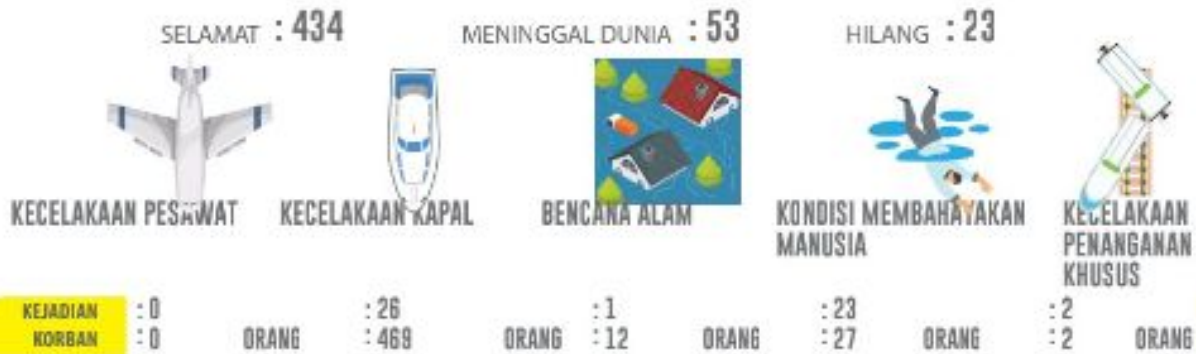 SELAMAT : 434 MENINGGAL DUNIA : 53 HILANG : 23
KECELAKAAN PESAWAT KECELAKAAN KAPAL BENCANA ALAM KONDISI MEMBAHAYAKAN MANUSIA KECELAKAAN PENANGANAN KHUSUS
KEJADIAN : 0 : 26 : 1 : 23 : 2
KORBAN : 0 ORANG : 469 ORANG : 12 ORANG : 27 ORANG : 2 ORANG